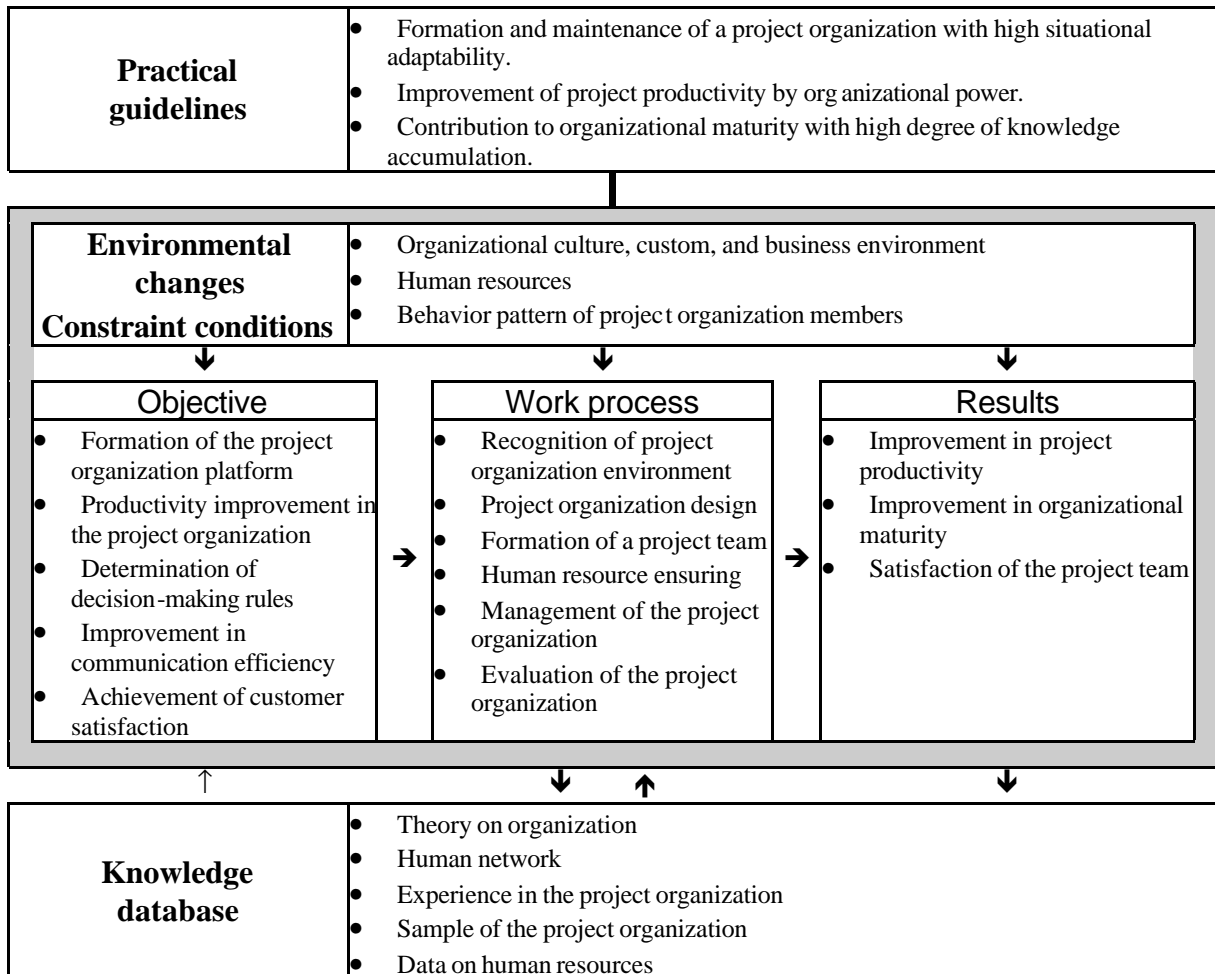 Practical
guidelines
● Formation and maintenance of a project organization with high situational
adaptability.
● Improvement of project productivity by org anizational power.
● Contribution to organizational maturity with high degree of knowledge
accumulation.
Environmental
changes
Constraint conditions
● Organizational culture, custom, and business environment
● Human resources
● Behavior pattern of project organization members
Objective
● Formation of the project
organization platform
● Productivity improvement in
the project organization
● Determination of
decision-making rules
● Improvement in
communication efficiency
● Achievement of customer
satisfaction
Work process
● Recognition of project
organization environment
● Project organization design
● Formation of a project team
● Human resource ensuring
● Management of the project
organization
● Evaluation of the project
organization
Results
● Improvement in project
productivity
● Improvement in organizational
maturity
● Satisfaction of the project team
Knowledge
database
● Theory on organization
● Human network
● Experience in the project organization
● Sample of the project organization
● Data on human resources